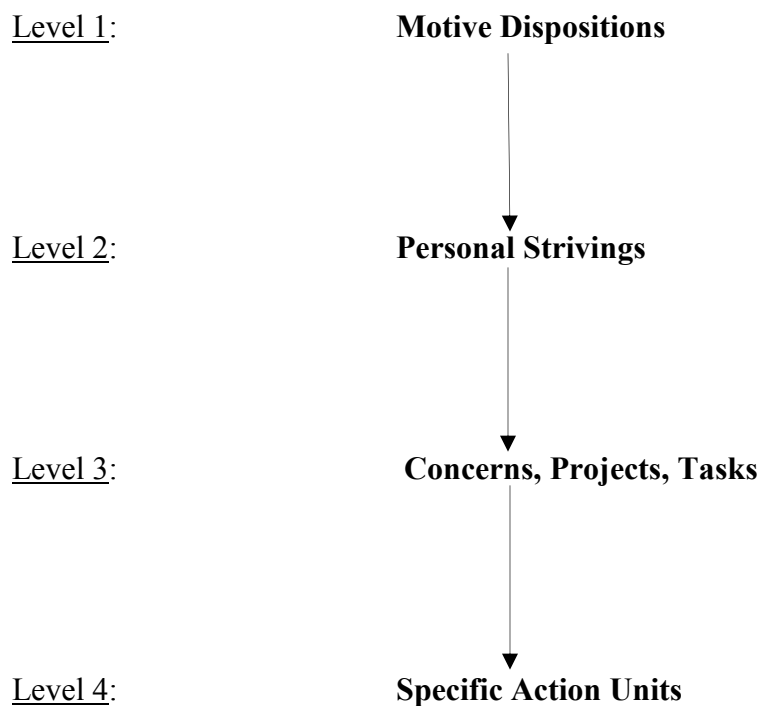 Level 1: Motive Dispositions
Level 2: Personal Strivings
Level 3: Concerns, Projects, Tasks
Level 4: Specific Action Units